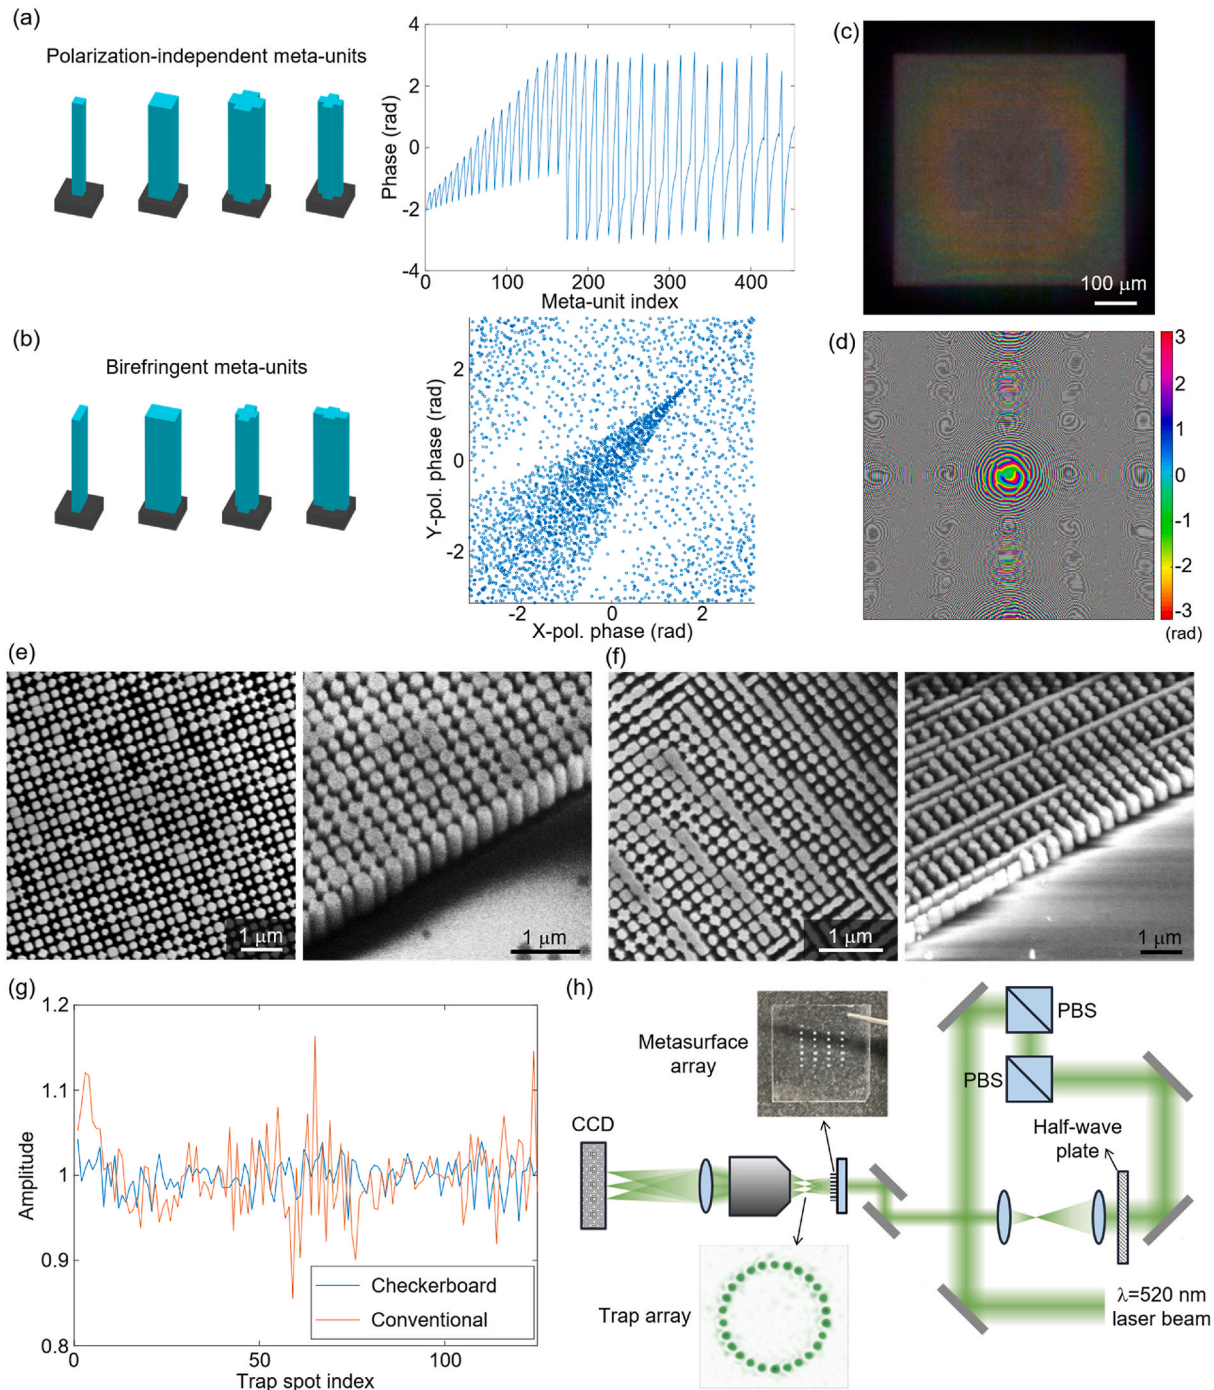 (a)
Polarization-independent meta-units
Phase (rad)
4
2
0
-2
-4
0
100
200
300
400
Meta-unit index
(b)
Birefringent meta-units
Y-pol. phase (rad)
2
0
-2
-2
0
2
X-pol. phase (rad)
(c)
100 μm
(d)
3
2
1
0
-1
-2
-3
(rad)
(e)
1 μm
1 μm
(f)
1 μm
1 μm
(g)
Amplitude
1.2
1.1
1
0.9
0.8
0
50
100
Trap spot index
Checkerboard
Conventional
(h)
Metasurface
array
CCD
Trap array
PBS
PBS
Half-wave
plate
λ=520 nm
laser beam